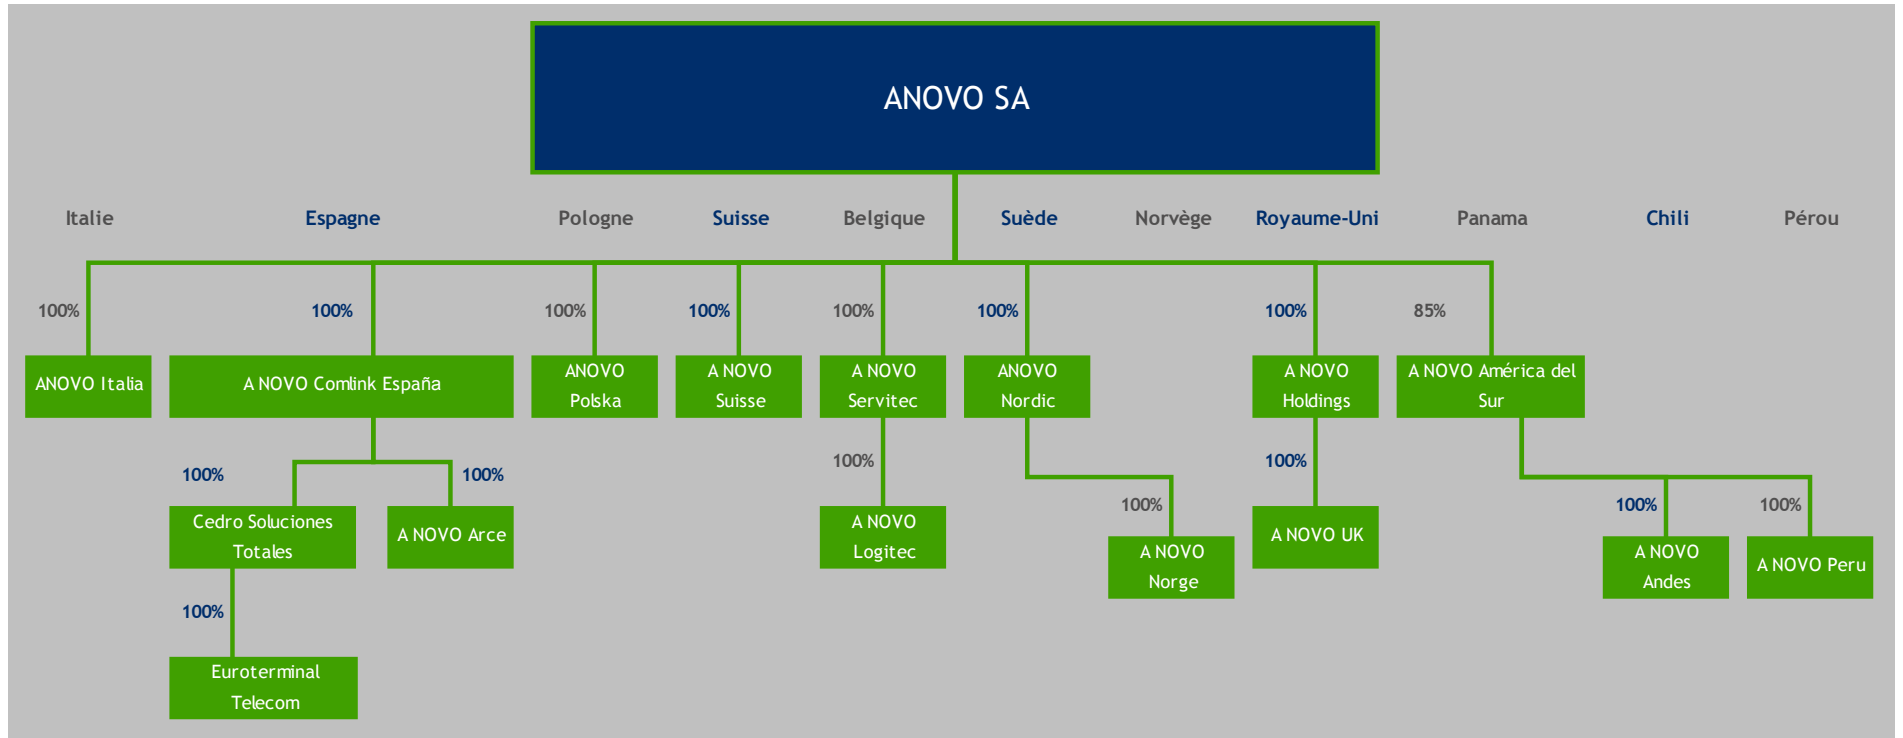 ANOVO SA
Italie
Espagne
Pologne
Suisse
Belgique
Suède
Norvège
Royaume-Uni
Panama
Chili
Pérou
100%
100%
100%
100%
100%
100%
100%
85%
ANOVO Italia
A NOVO Comlink España
ANOVO
Polska
A NOVO
Suisse
A NOVO
Servitec
ANOVO
Nordic
A NOVO
Holdings
A NOVO América del
Sur
100%
100%
100%
100%
100%
100%
100%
Cedro Soluciones
Totales
A NOVO Arce
A NOVO
Logitec
A NOVO
Norge
A NOVO UK
A NOVO
Andes
A NOVO Peru
100%
Euroterminal
Telecom